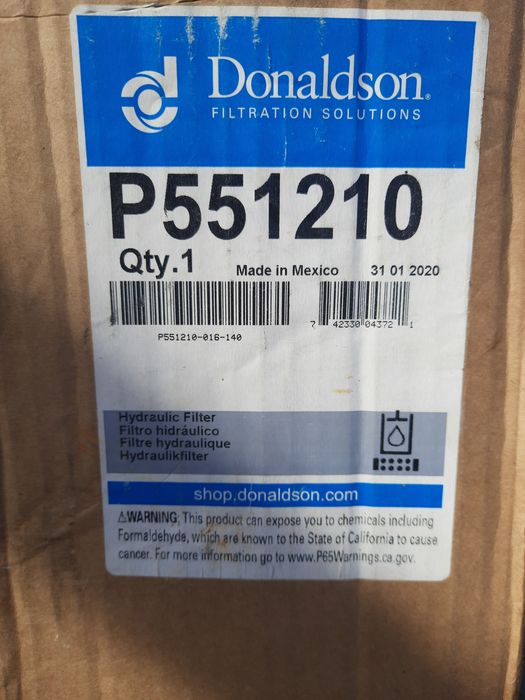 Donaldson®
FILTRATION SOLUTIONS
P551210
Qty.1 Made in Mexico 31 01 2020
P551210-016-140
7 42330 04372 1
Hydraulic Filter
Filtro hidráulico
Filtre hydraulique
Hydraulikfilter
shop.donaldson.com
⚠WARNING: This product can expose you to chemicals including
Formaldehyde, which are known to the State of California to cause
cancer. For more information go to www.P65Warnings.ca.gov.